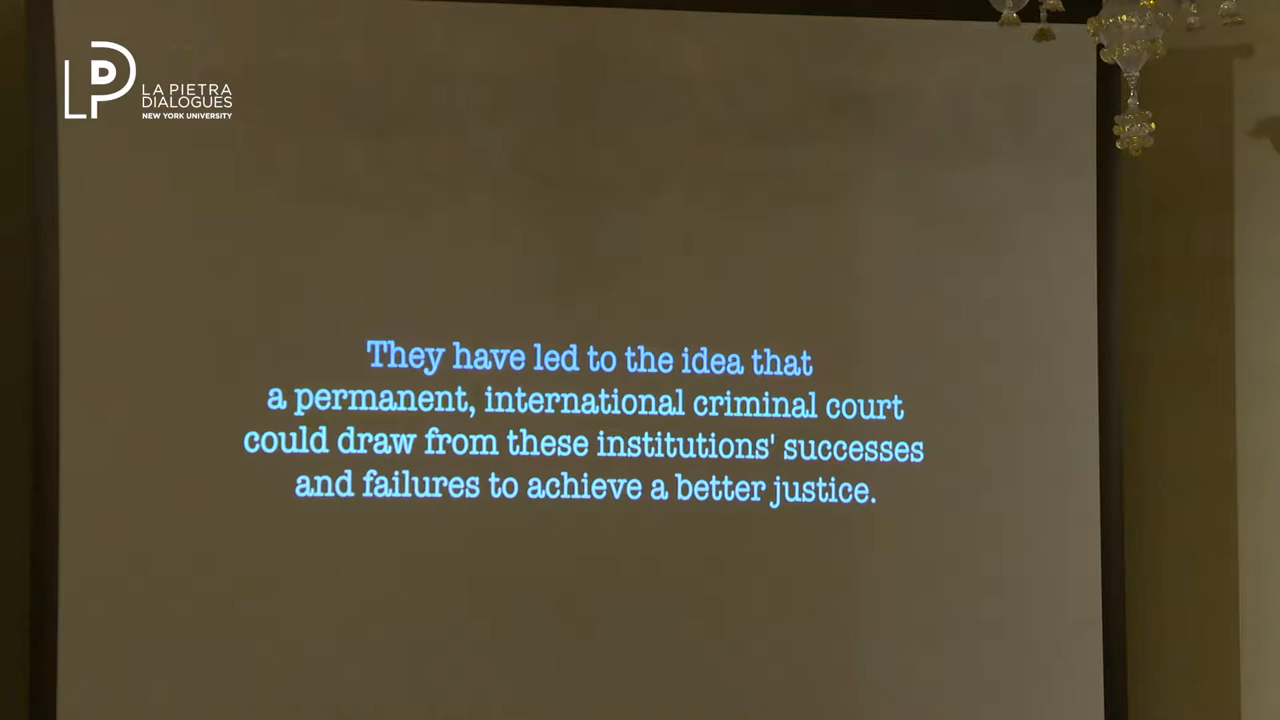 LP
LA PIETRA
DIALOGUES
NEW YORK UNIVERSITY
They have led to the idea that
a permanent, international criminal court
could draw from these institutions' successes
and failures to achieve a better justice.